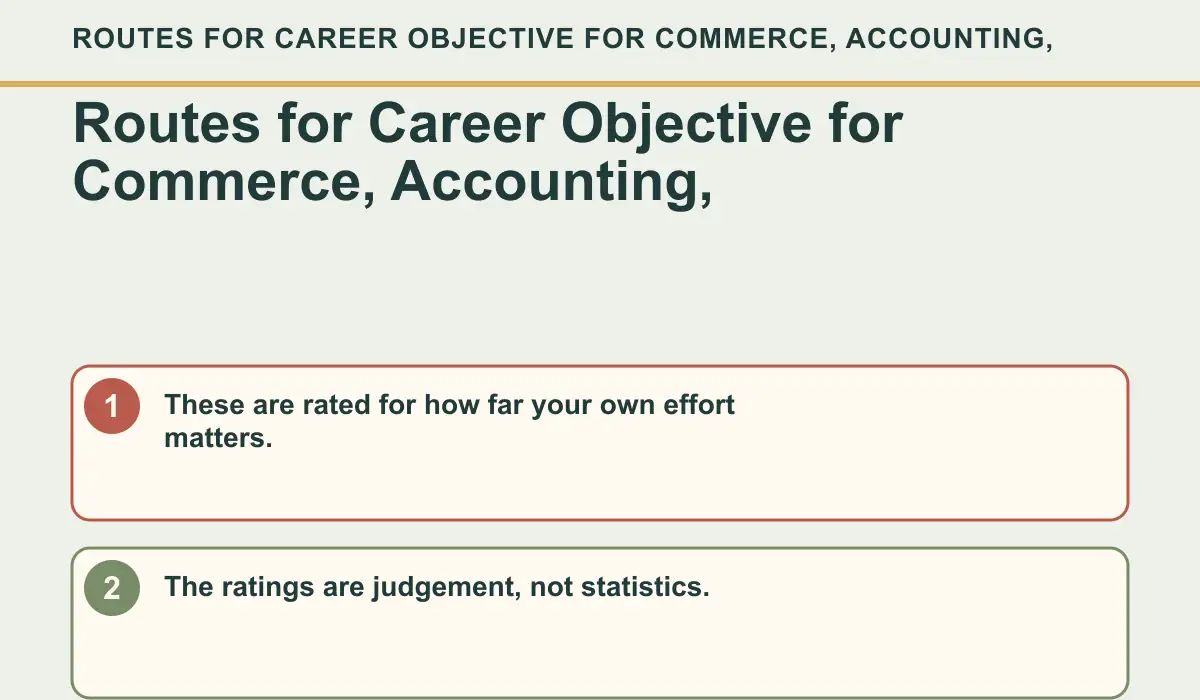 ROUTES FOR CAREER OBJECTIVE FOR COMMERCE, ACCOUNTING,
Routes for Career Objective for
Commerce, Accounting,
1
These are rated for how far your own effort
matters.
2
The ratings are judgement, not statistics.